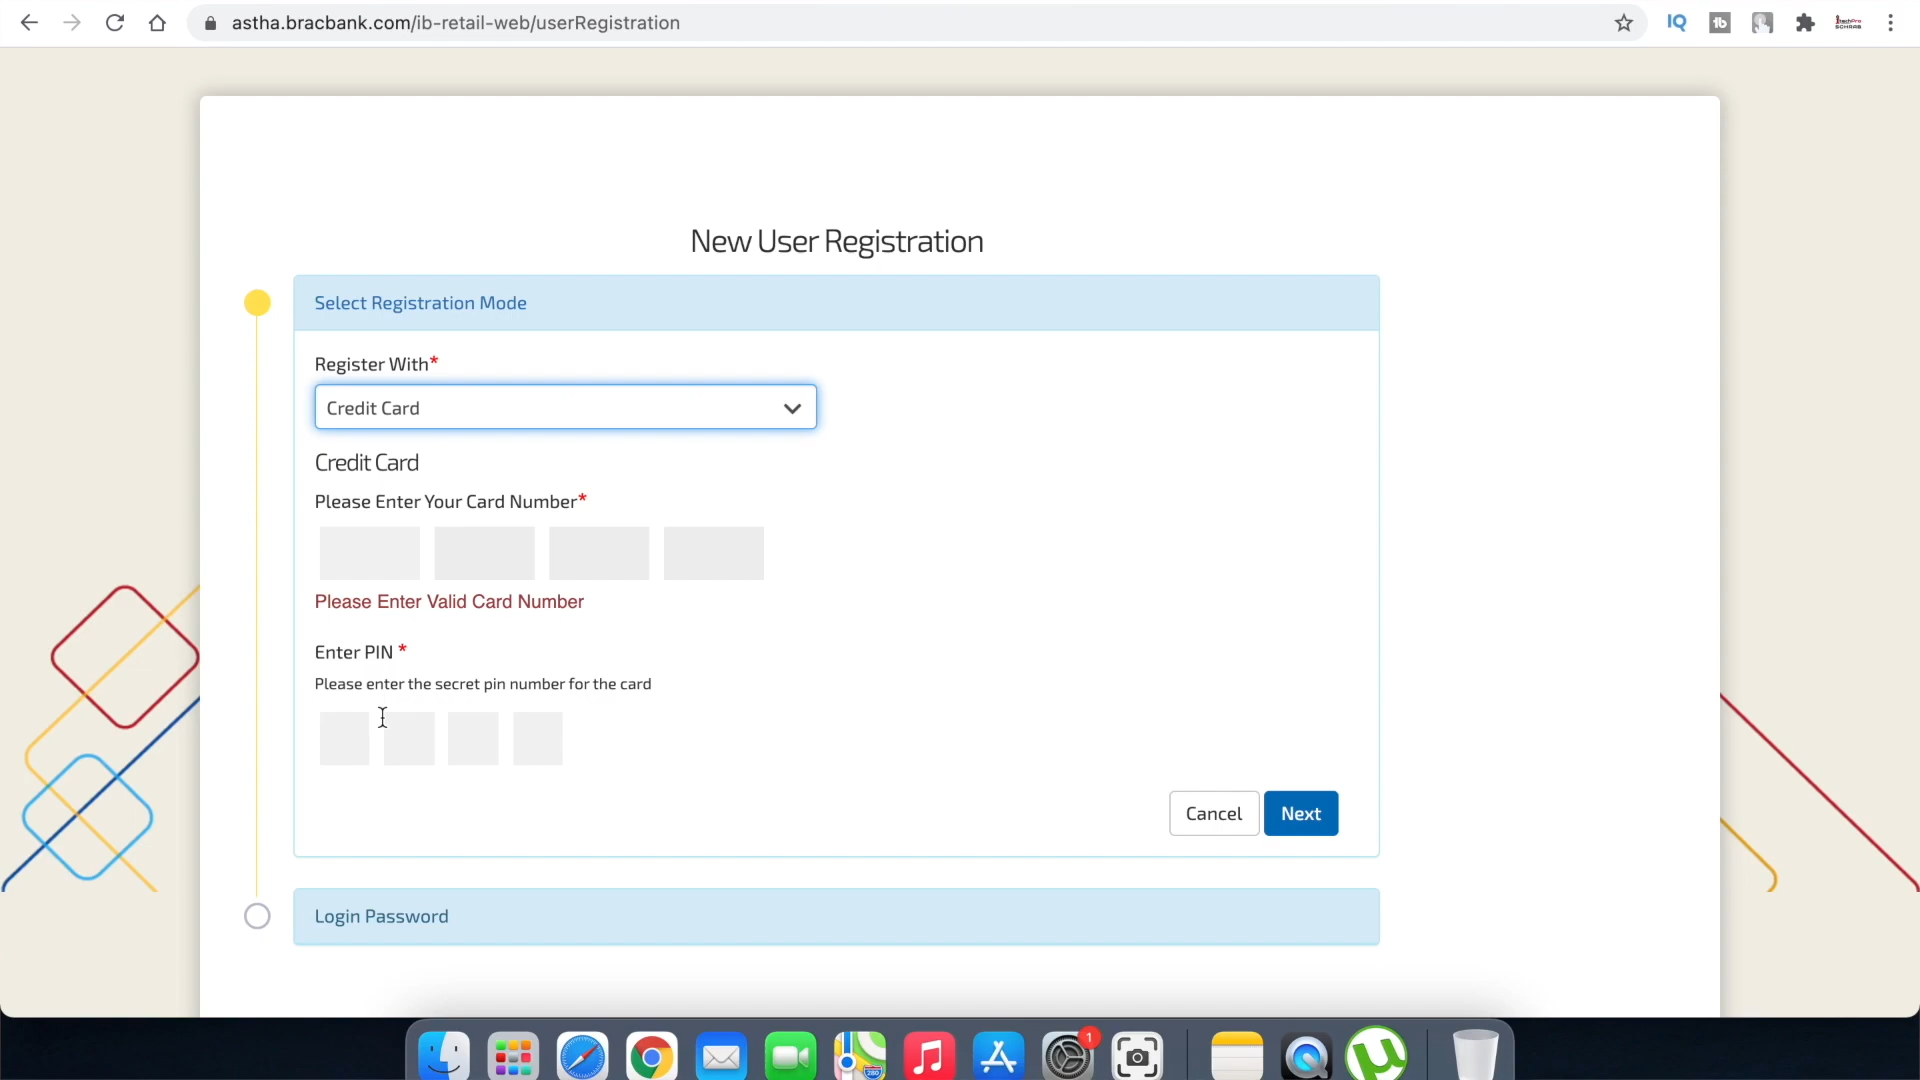 astha.bracbank.com/ib-retail-web/userRegistration
New User Registration
Select Registration Mode
Register With*
Credit Card
Credit Card
Please Enter Your Card Number*
Please Enter Valid Card Number
Enter PIN *
Please enter the secret pin number for the card
Cancel
Next
Login Password
1
280